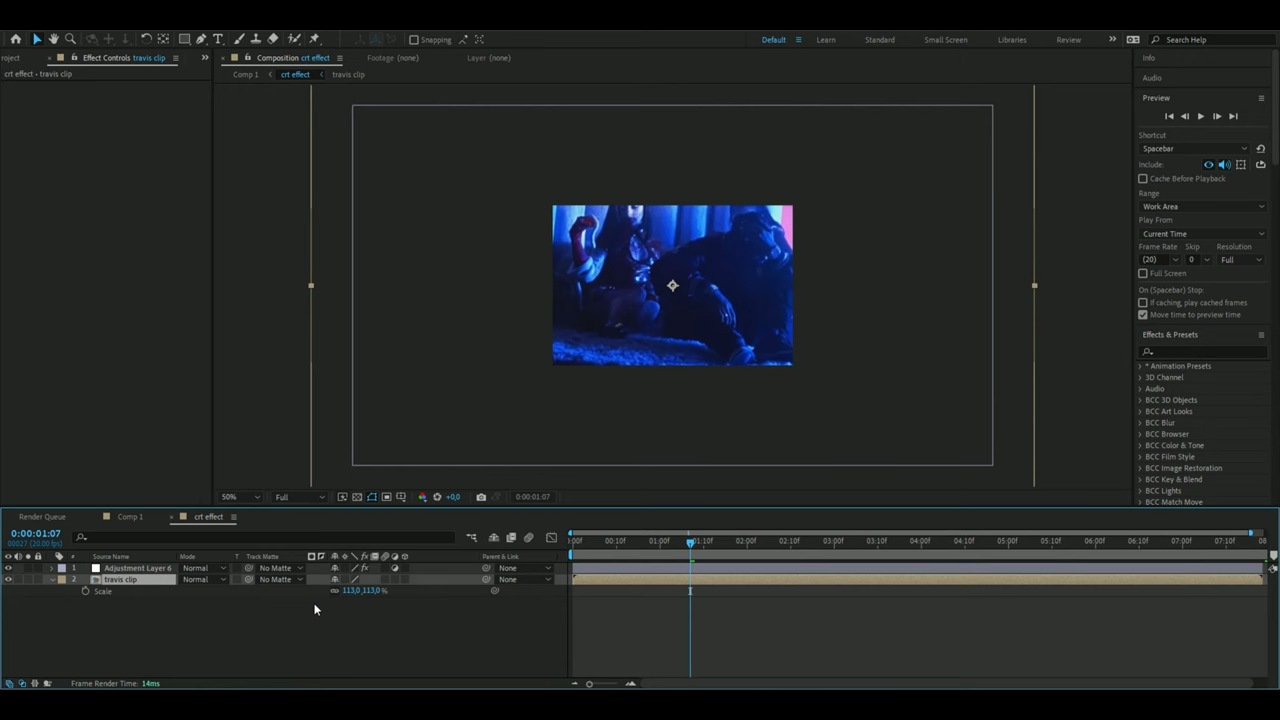 Snapping
Default
Learn
Standard
Small Screen
Libraries
Review
Search Help
roject
Effect Controls travis clip
Composition crt effect
Footage (none)
Layer (none)
Info
crt effect • travis clip
Comp 1
crt effect
travis clip
Audio
Preview
Shortcut
Spacebar
Include:
Cache Before Playback
Range
Work Area
Play From
Current Time
Frame Rate Skip Resolution
(20) 0 Full
Full Screen
On (Spacebar) Stop:
If caching, play cached frames
Move time to preview time
Effects & Presets
* Animation Presets
3D Channel
Audio
BCC 3D Objects
BCC Art Looks
BCC Blur
BCC Browser
BCC Color & Tone
BCC Film Style
BCC Image Restoration
BCC Key & Blend
BCC Lights
BCC Match Move
50%
Full
+0,0
0:00:01:07
Render Queue
Comp 1
crt effect
0:00:01:07
00027 (20.00 fps)
:00f 00:10f 01:00f 01:10f 02:00f 02:10f 03:00f 03:10f 04:00f 04:10f 05:00f 05:10f 06:00f 06:10f 07:00f 07:10f 08
# Source Name Mode T Track Matte Parent & Link
1 Adjustment Layer 6 Normal No Matte None
2 travis clip Normal No Matte None
Scale 113,0,113,0 %
Frame Render Time: 14ms